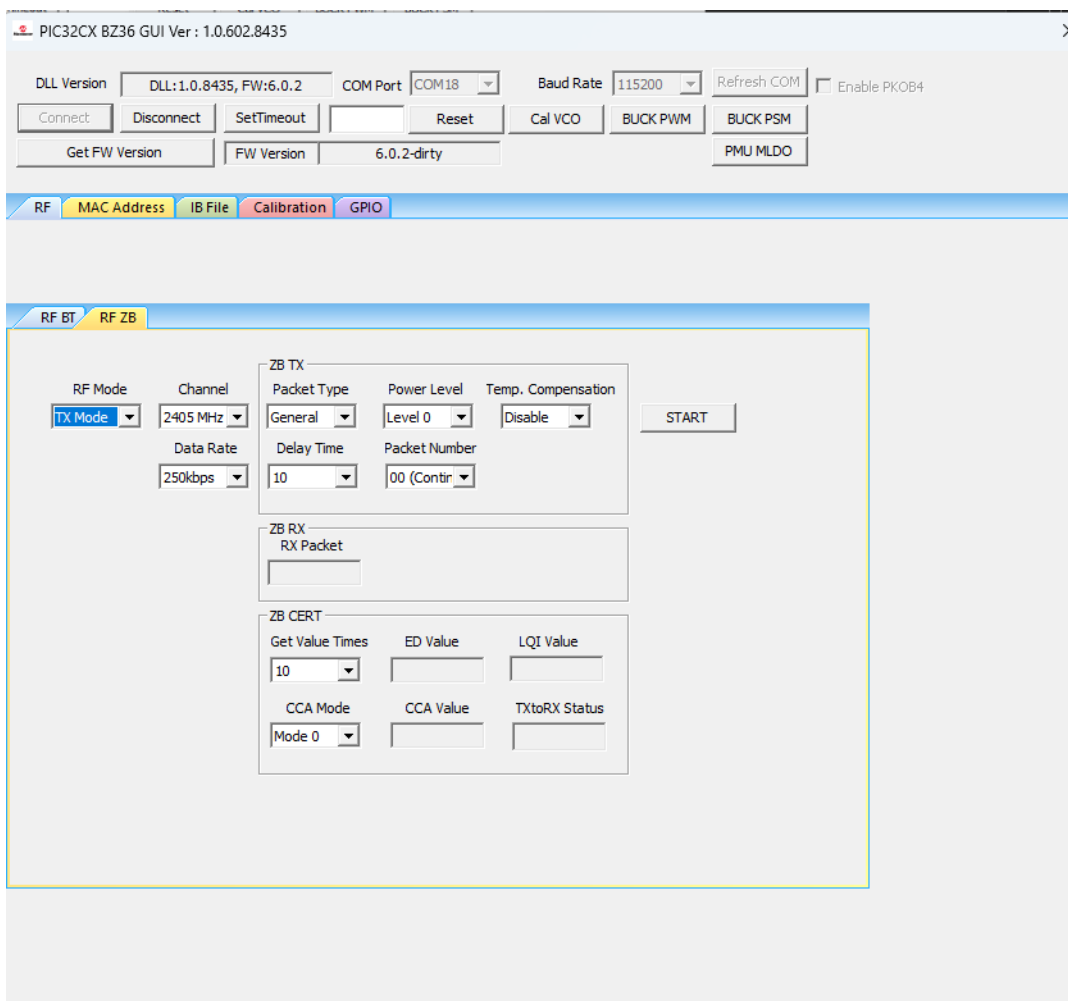 PIC32CX BZ36 GUI Ver : 1.0.602.8435
DLL Version DLL:1.0.8435, FW:6.0.2 COM Port COM18 Baud Rate 115200 Refresh COM Enable PKOB4
Connect Disconnect SetTimeout Reset Cal VCO BUCK PWM BUCK PSM
Get FW Version FW Version 6.0.2-dirty PMU MLDO
RF MAC Address IB File Calibration GPIO
RF BT RF ZB
ZB TX
RF Mode Channel Packet Type Power Level Temp. Compensation
TX Mode 2405 MHz General Level 0 Disable START
Data Rate Delay Time Packet Number
250kbps 10 00 (Contin
ZB RX
RX Packet
ZB CERT
Get Value Times ED Value LQI Value
10
CCA Mode CCA Value TXtoRX Status
Mode 0